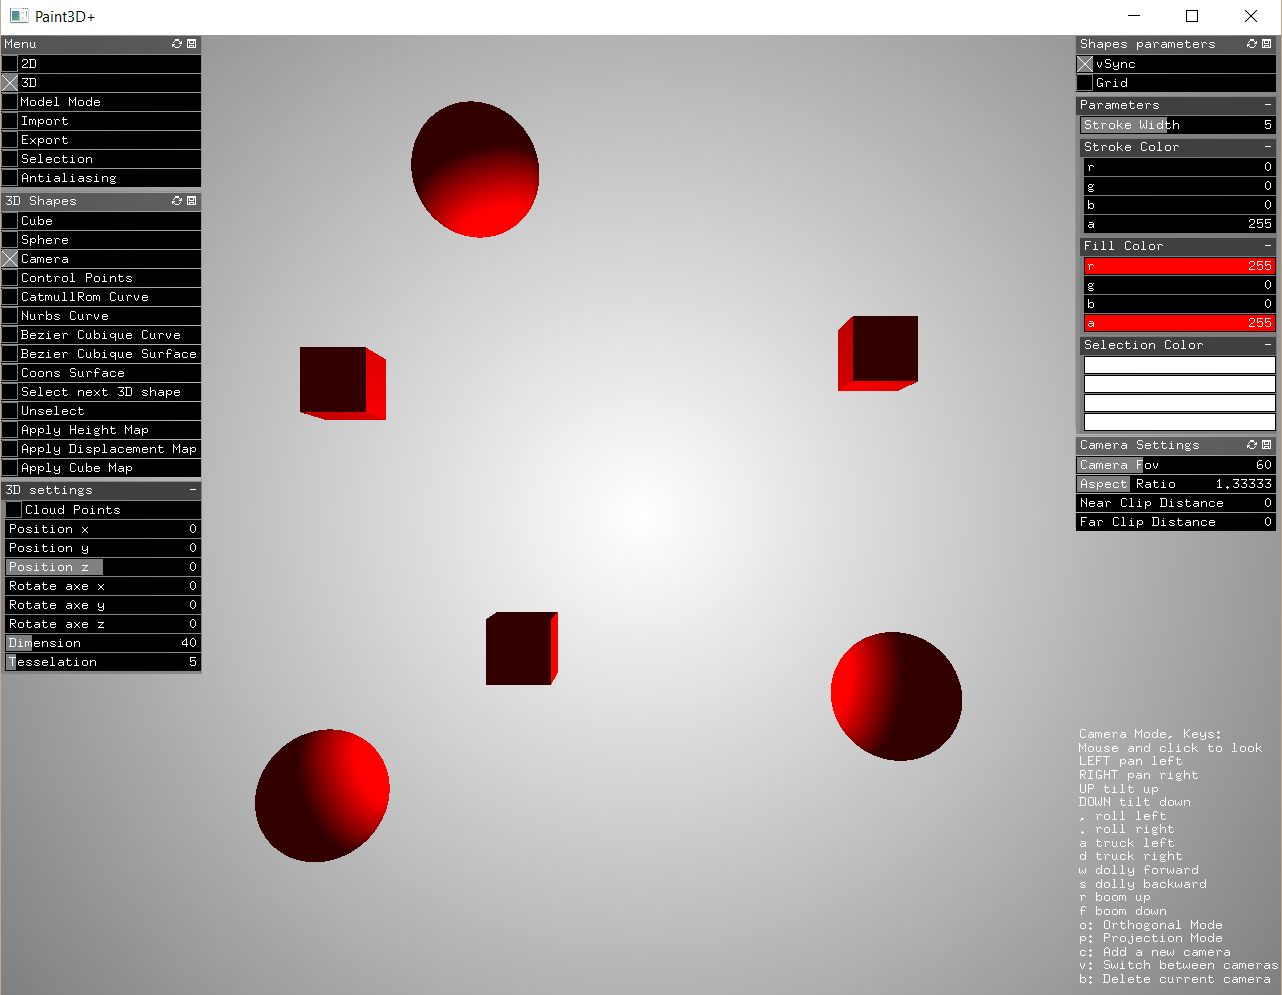 Paint3D+
Menu
2D
3D
Model Mode
Import
Export
Selection
Antialiasing
3D Shapes
Cube
Sphere
Camera
Control Points
CatmullRom Curve
Nurbs Curve
Bezier Cubique Curve
Bezier Cubique Surface
Coons Surface
Select next 3D shape
Unselect
Apply Height Map
Apply Displacement Map
Apply Cube Map
3D settings -
Cloud Points
Position x 0
Position y 0
Position z 0
Rotate axe x 0
Rotate axe y 0
Rotate axe z 0
Dimension 40
Tesselation 5
Shapes parameters
vSync
Grid
Parameters -
Stroke Width 5
Stroke Color -
r 0
g 0
b 0
a 255
Fill Color -
r 255
g 0
b 0
a 255
Selection Color -
Camera Settings
Camera Fov 60
Aspect Ratio 1.33333
Near Clip Distance 0
Far Clip Distance 0
Camera Mode, Keys:
Mouse and click to look
LEFT pan left
RIGHT pan right
UP tilt up
DOWN tilt down
, roll left
. roll right
a truck left
d truck right
w dolly forward
s dolly backward
r boom up
f boom down
o: Orthogonal Mode
p: Projection Mode
c: Add a new camera
v: Switch between cameras
b: Delete current camera